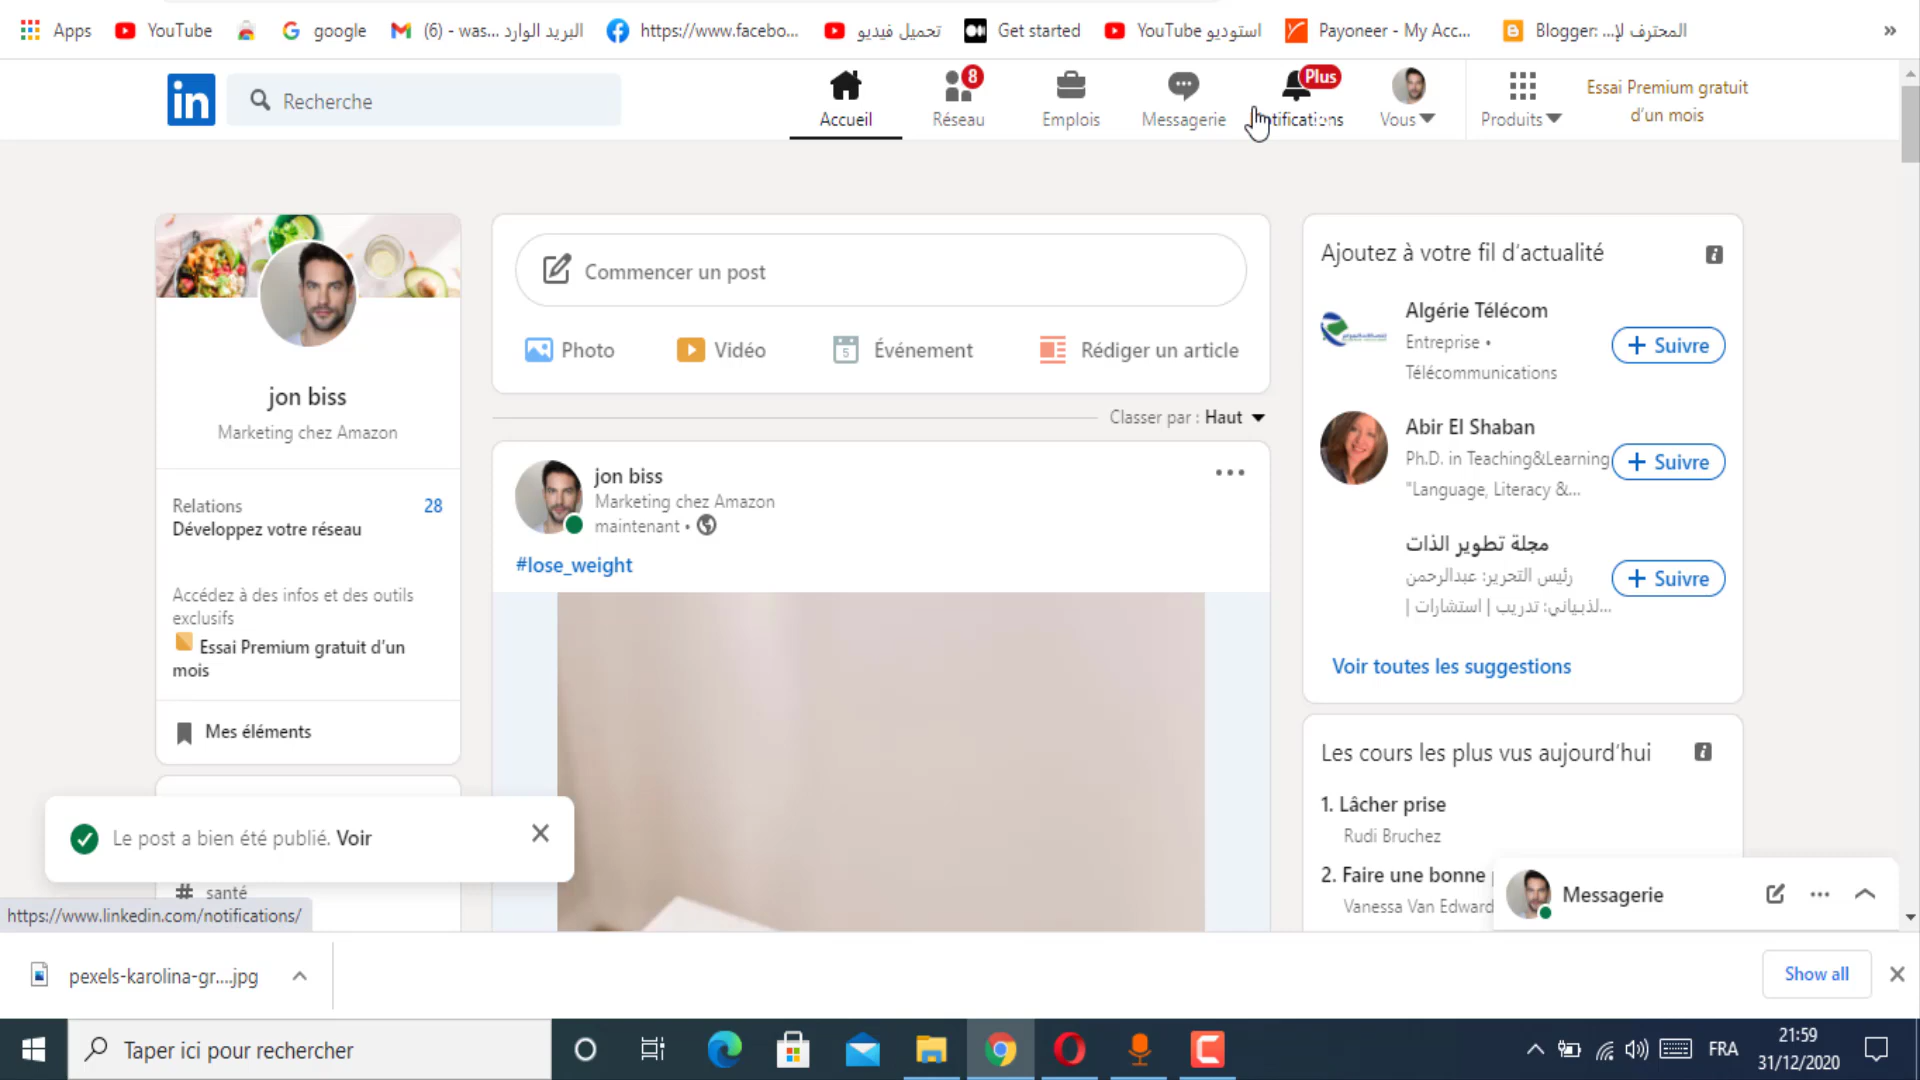 Apps
YouTube
google
(6) - was... البريد الوارد
https://www.facebo...
تحميل فيديو
Get started
استوديو YouTube
Payoneer - My Acc...
Blogger: ...المحترف لإ
»
in
Recherche
Accueil
8
Réseau
Emplois
Messagerie
Plus
Vous
Produits
Essai Premium gratuit
d'un mois
jon biss
Marketing chez Amazon
Relations 28
Développez votre réseau
Accédez à des infos et des outils
exclusifs
Essai Premium gratuit d'un
mois
Mes éléments
# santé
Le post a bien été publié. Voir
https://www.linkedin.com/notifications/
Commencer un post
Photo
Vidéo
5
Événement
Rédiger un article
Classer par : Haut
jon biss
Marketing chez Amazon
maintenant •
#lose_weight
Ajoutez à votre fil d'actualité
Algérie Télécom
Entreprise •
Télécommunications
+ Suivre
Abir El Shaban
Ph.D. in Teaching&Learning
"Language, Literacy &...
+ Suivre
مجلة تطوير الذات
رئيس التحرير: عبدالرحمن
لذبياني: تدريب | استشارات |...
+ Suivre
Voir toutes les suggestions
Les cours les plus vus aujourd'hui
1. Lâcher prise
Rudi Bruchez
2. Faire une bonne
Vanessa Van Edward
Messagerie
pexels-karolina-gr....jpg
Show all
Taper ici pour rechercher
FRA
21:59
31/12/2020